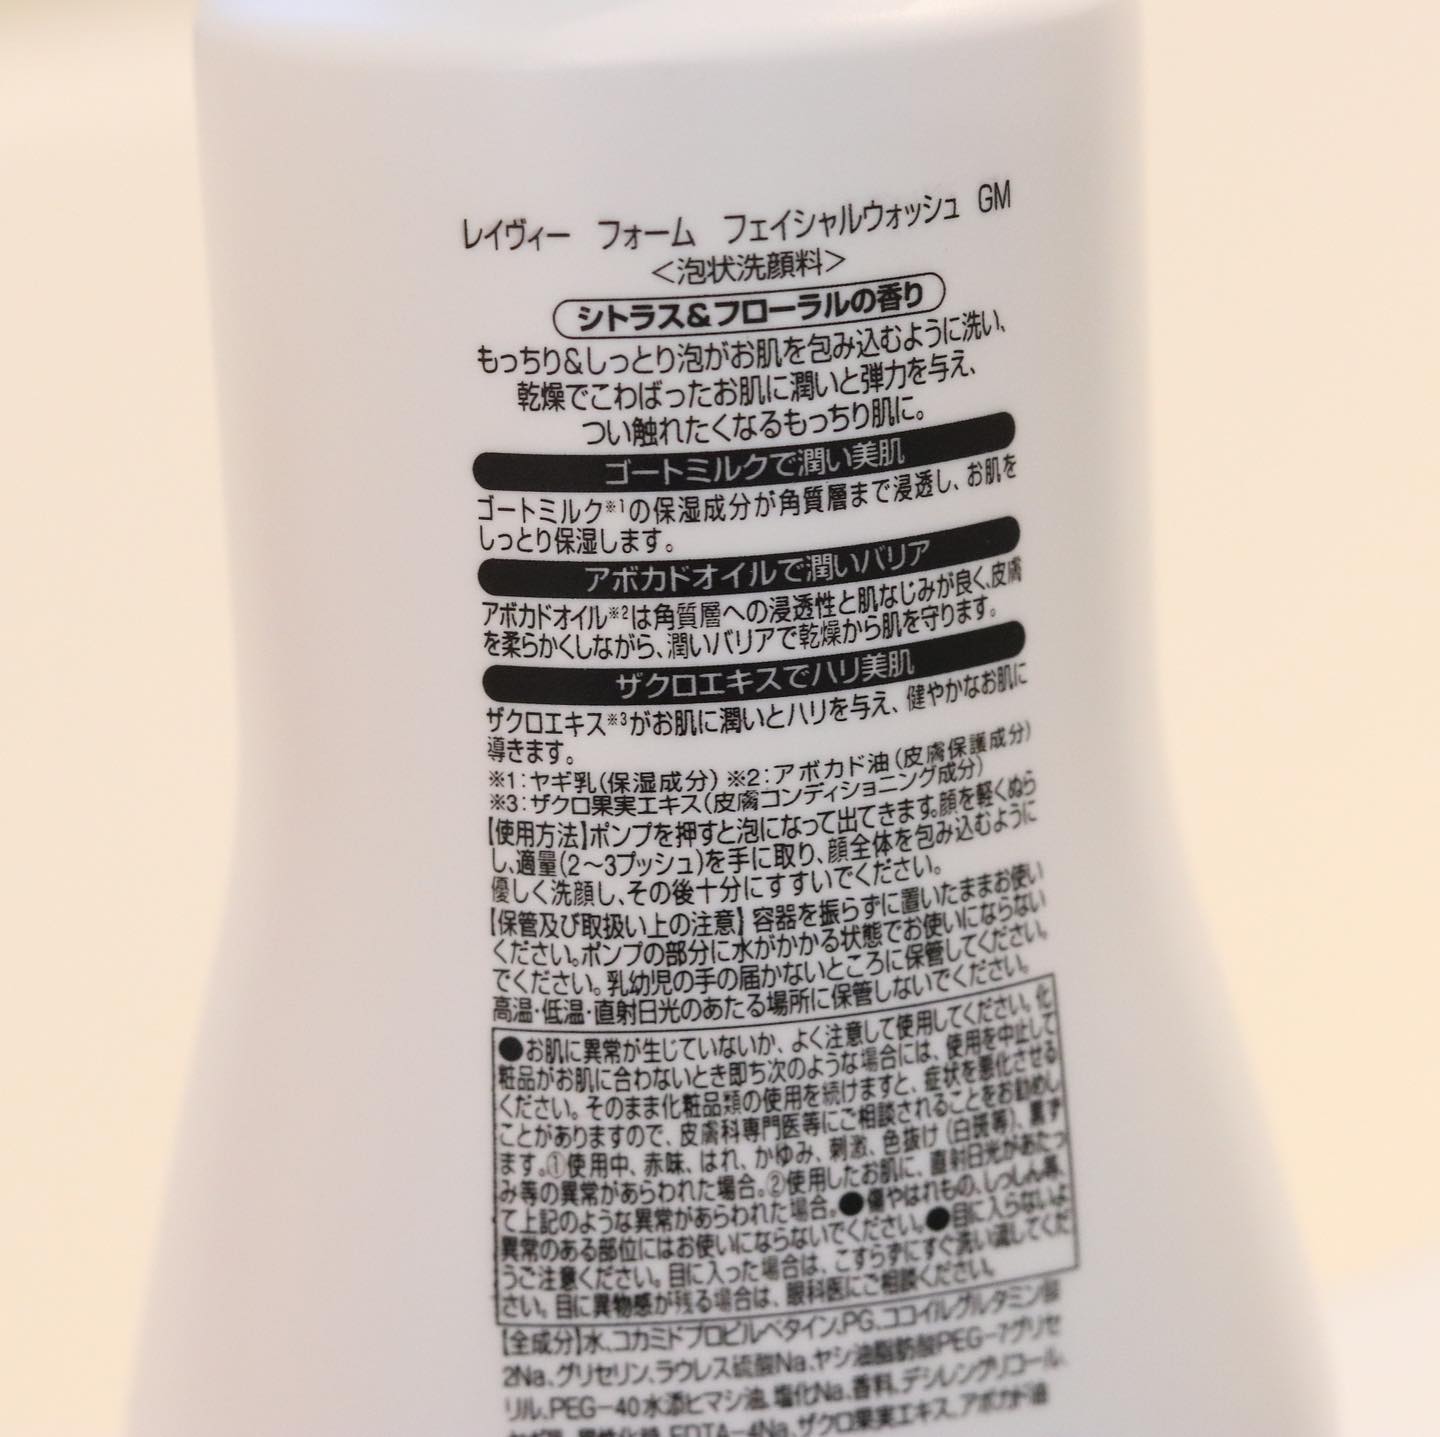 レイヴィー フォーム フェイシャルウォッシュ GM
＜泡状洗顔料＞
シトラス&フローラルの香り
もっちり&しっとり泡がお肌を包み込むように洗い、
乾燥でこわばったお肌に潤いと弾力を与え、
つい触れたくなるもっちり肌に。
ゴートミルクで潤い美肌
ゴートミルク※1の保湿成分が角質層まで浸透し、お肌を
しっとり保湿します。
アボカドオイルで潤いバリア
アボカドオイル※2は角質層への浸透性と肌なじみが良く、皮膚
を柔らかくしながら、潤いバリアで乾燥から肌を守ります。
ザクロエキスでハリ美肌
ザクロエキス※3がお肌に潤いとハリを与え、健やかなお肌に
導きます。
※1:ヤギ乳(保湿成分) ※2:アボカド油(皮膚保護成分)
※3:ザクロ果実エキス(皮膚コンディショニング成分)
【使用方法】ポンプを押すと泡になって出てきます。顔を軽くぬら
し、適量(2〜3プッシュ)を手に取り、顔全体を包み込むように
優しく洗顔し、その後十分にすすいでください。
【保管及び取扱い上の注意】容器を振らずに置いたままお使い
ください。ポンプの部分に水がかかる状態でお使いにならない
でください。乳幼児の手の届かないところに保管してください。
高温・低温・直射日光のあたる場所に保管しないでください。
●お肌に異常が生じていないか、よく注意して使用してください。化
粧品がお肌に合わないとき即ち次のような場合には、使用を中止して
ください。そのまま化粧品類の使用を続けますと、症状を悪化させる
ことがありますので、皮膚科専門医等にご相談されることをお勧めし
ます。①使用中、赤味、はれ、かゆみ、刺激、色抜け(白斑等)、黒ず
み等の異常があらわれた場合。②使用したお肌に、直射日光があたっ
て上記のような異常があらわれた場合。●傷やはれもの、しっしん等、
異常のある部位にはお使いにならないでください。●目に入らないよ
うご注意ください。目に入った場合は、こすらずにすぐ洗い流してくだ
さい。目に異物感が残る場合は、眼科医にご相談ください。
【全成分】水、コカミドプロピルベタイン、PG、ココイルグルタミン酸
2Na、グリセリン、ラウレス硫酸Na、ヤシ油脂肪酸PEG-7グリセ
リル、PEG-40水添ヒマシ油、塩化Na、香料、デシレングリコール、
EDTA-4Na、ザクロ果実エキス、アボカド油